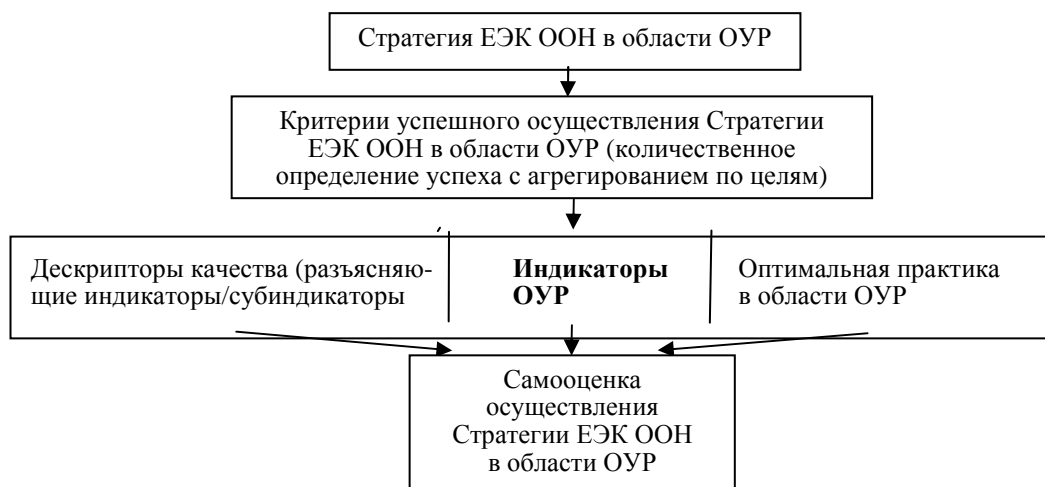 Стратегия ЕЭК ООН в области ОУР
Критерии успешного осуществления Стратегии
ЕЭК ООН в области ОУР (количественное
определение успеха с агрегированием по целям)
Дескрипторы качества (разъясняю-
щие индикаторы/субиндикаторы
Индикаторы
ОУР
Оптимальная практика
в области ОУР
Самооценка
осуществления
Стратегии ЕЭК ООН
в области ОУР